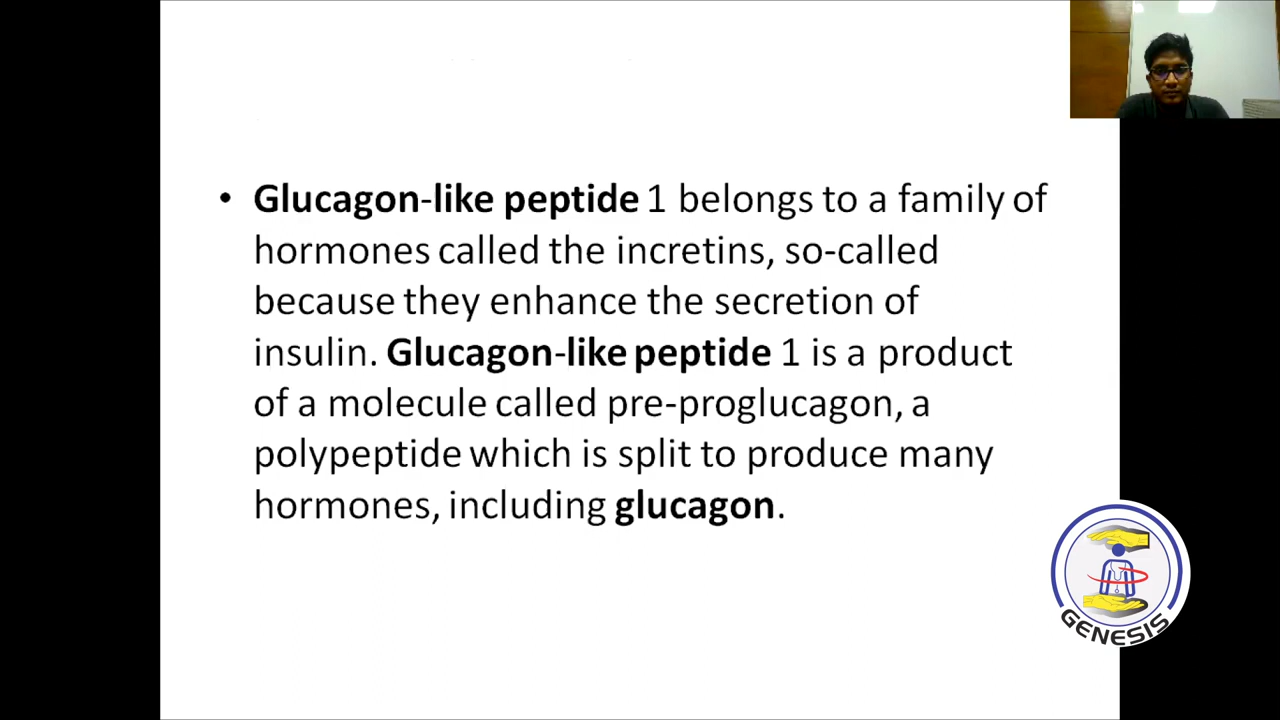 • Glucagon-like peptide 1 belongs to a family of
hormones called the incretins, so-called
because they enhance the secretion of
insulin. Glucagon-like peptide 1 is a product
of a molecule called pre-proglucagon, a
polypeptide which is split to produce many
hormones, including glucagon.
GENESIS